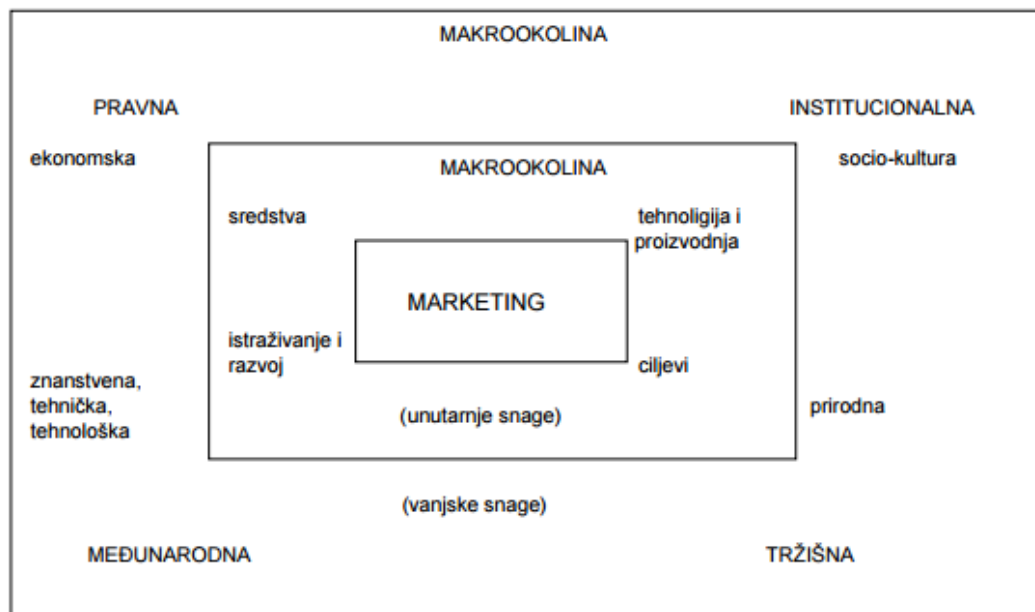 MAKROOKOLINA
PRAVNA
INSTITUCIONALNA
ekonomska
socio-kultura
MAKROOKOLINA
sredstva
tehnoligija i
proizvodnja
MARKETING
istraživanje i
razvoj
ciljevi
znanstvena,
tehnička,
tehnološka
(unutarnje snage)
prirodna
(vanjske snage)
MEĐUNARODNA
TRŽIŠNA